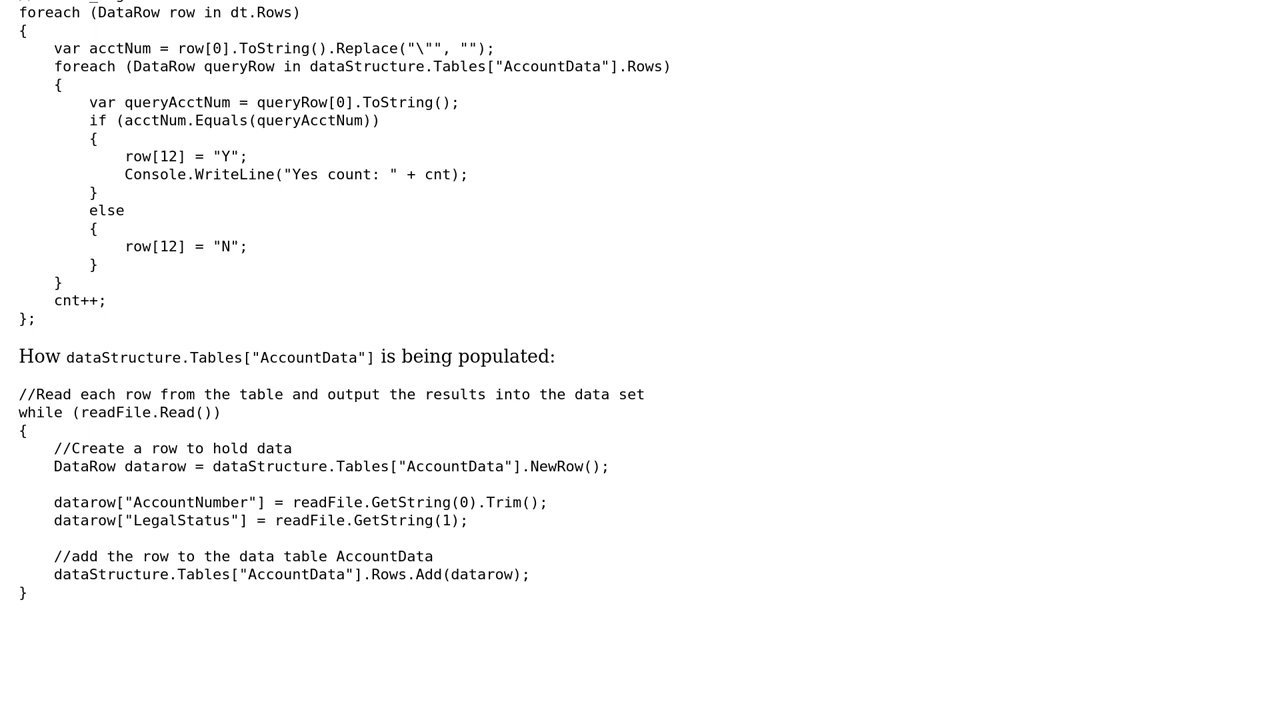 foreach (DataRow row in dt.Rows)
{
    var acctNum = row[0].ToString().Replace("\"", "");
    foreach (DataRow queryRow in dataStructure.Tables["AccountData"].Rows)
    {
        var queryAcctNum = queryRow[0].ToString();
        if (acctNum.Equals(queryAcctNum))
        {
            row[12] = "Y";
            Console.WriteLine("Yes count: " + cnt);
        }
        else
        {
            row[12] = "N";
        }
    }
    cnt++;
};
How dataStructure.Tables["AccountData"] is being populated:
//Read each row from the table and output the results into the data set
while (readFile.Read())
{
    //Create a row to hold data
    DataRow datarow = dataStructure.Tables["AccountData"].NewRow();
    datarow["AccountNumber"] = readFile.GetString(0).Trim();
    datarow["LegalStatus"] = readFile.GetString(1);
    //add the row to the data table AccountData
    dataStructure.Tables["AccountData"].Rows.Add(datarow);
}